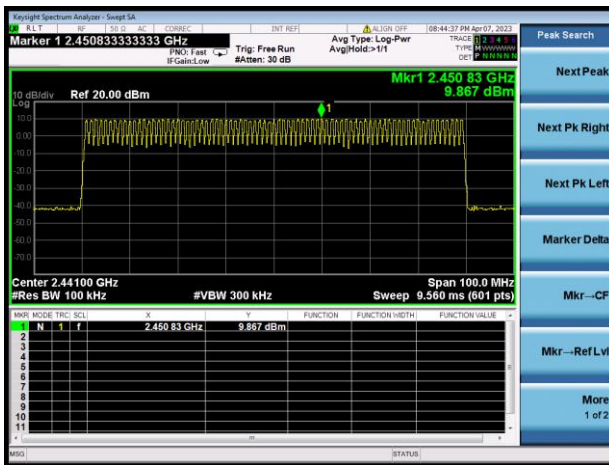 Keysight Spectrum Analyzer - Swept SA
RLT RF 50 Ω AC CORREC INT REF ALIGN OFF 08:44:37 PM Apr 07, 2023
Marker 1 2.450833333333 GHz
PNO: Fast
IFGain:Low
Trig: Free Run
#Atten: 30 dB
Avg Type: Log-Pwr
Avg|Hold:>1/1
TRACE 1 2 3 4 5 6
TYPE M W W W W W
DET P N N N N N
Mkr1 2.450 83 GHz
9.867 dBm
10 dB/div Ref 20.00 dBm
Log
1
10.0
0.00
-10.0
-20.0
-30.0
-40.0
-50.0
-60.0
-70.0
Center 2.44100 GHz
Span 100.0 MHz
#Res BW 100 kHz #VBW 300 kHz Sweep 9.560 ms (601 pts)
MKR MODE TRC SCL X Y FUNCTION FUNCTION WIDTH FUNCTION VALUE
1 N 1 f 2.450 83 GHz 9.867 dBm
2
3
4
5
6
7
8
9
10
11
MSG STATUS
Peak Search
Next Peak
Next Pk Right
Next Pk Left
Marker Delta
Mkr→CF
Mkr→Ref Lvl
More
1 of 2